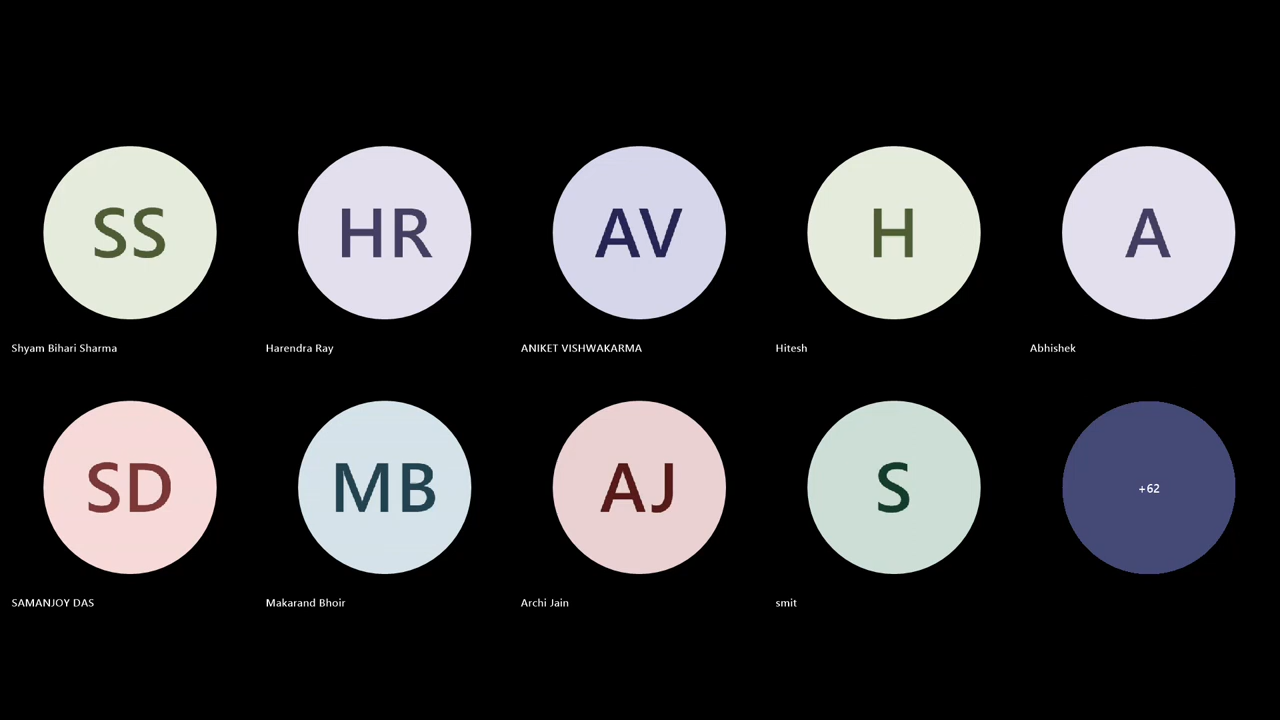 SS
HR
AV
H
A
Shyam Bihari Sharma
Harendra Ray
ANIKET VISHWAKARMA
Hitesh
Abhishek
SD
MB
AJ
S
+62
SAMANJOY DAS
Makarand Bhoir
Archi Jain
smit